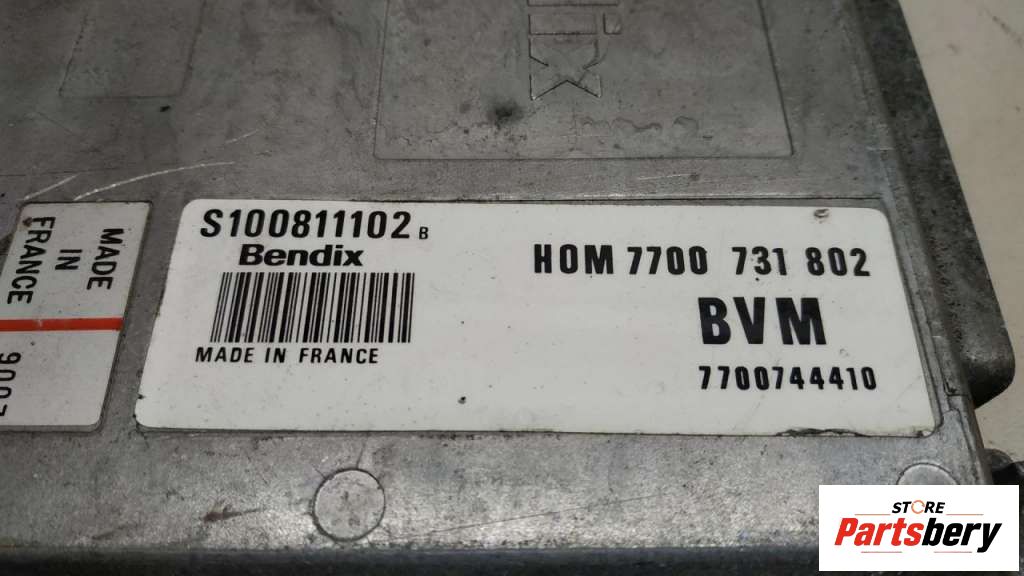 S100811102 B
Bendix
MADE IN FRANCE
HOM 7700 731 802
BVM
7700744410
MADE
IN
FRANCE
STORE
Partsbery